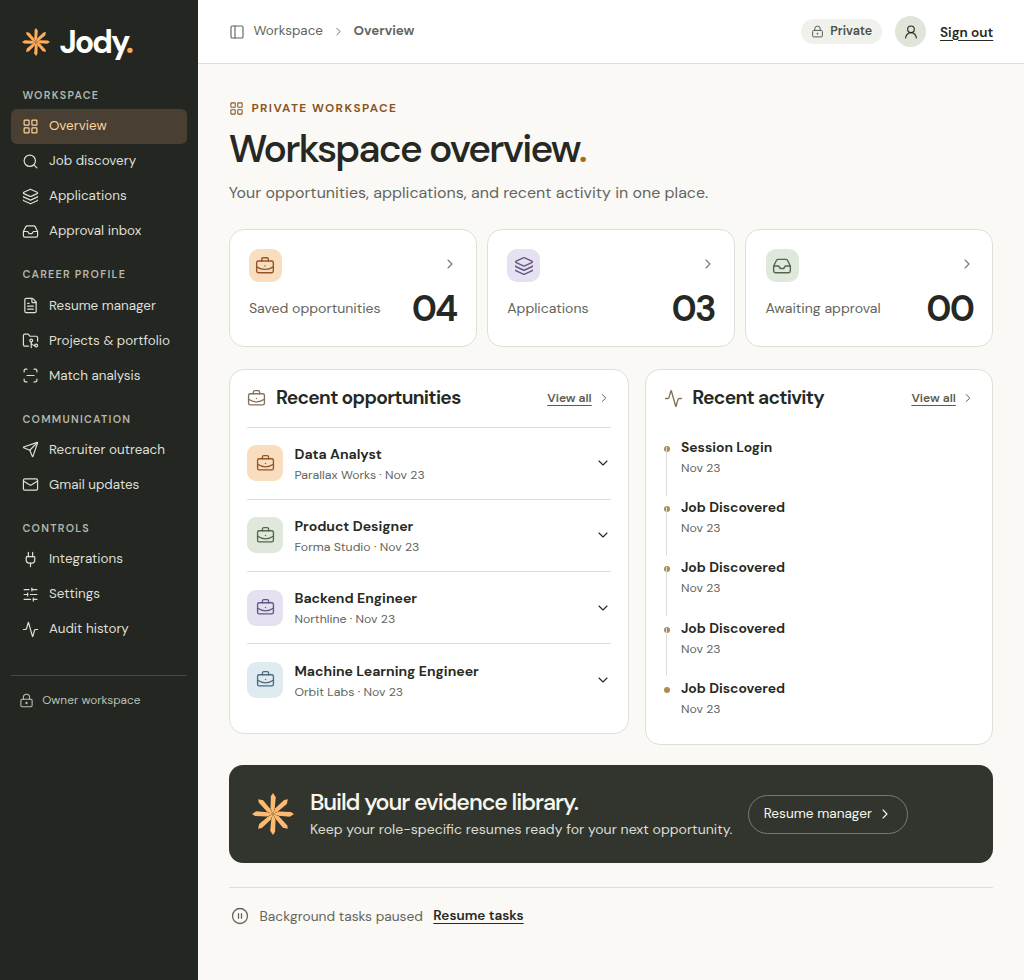 Jody.
WORKSPACE
Overview
Job discovery
Applications
Approval inbox
CAREER PROFILE
Resume manager
Projects & portfolio
Match analysis
COMMUNICATION
Recruiter outreach
Gmail updates
CONTROLS
Integrations
Settings
Audit history
Owner workspace
Workspace > Overview
Private
Sign out
PRIVATE WORKSPACE
Workspace overview.
Your opportunities, applications, and recent activity in one place.
Saved opportunities 04
Applications 03
Awaiting approval 00
Recent opportunities View all
Data Analyst
Parallax Works · Nov 23
Product Designer
Forma Studio · Nov 23
Backend Engineer
Northline · Nov 23
Machine Learning Engineer
Orbit Labs · Nov 23
Recent activity View all
Session Login
Nov 23
Job Discovered
Nov 23
Job Discovered
Nov 23
Job Discovered
Nov 23
Job Discovered
Nov 23
Build your evidence library.
Keep your role-specific resumes ready for your next opportunity.
Resume manager
Background tasks paused Resume tasks